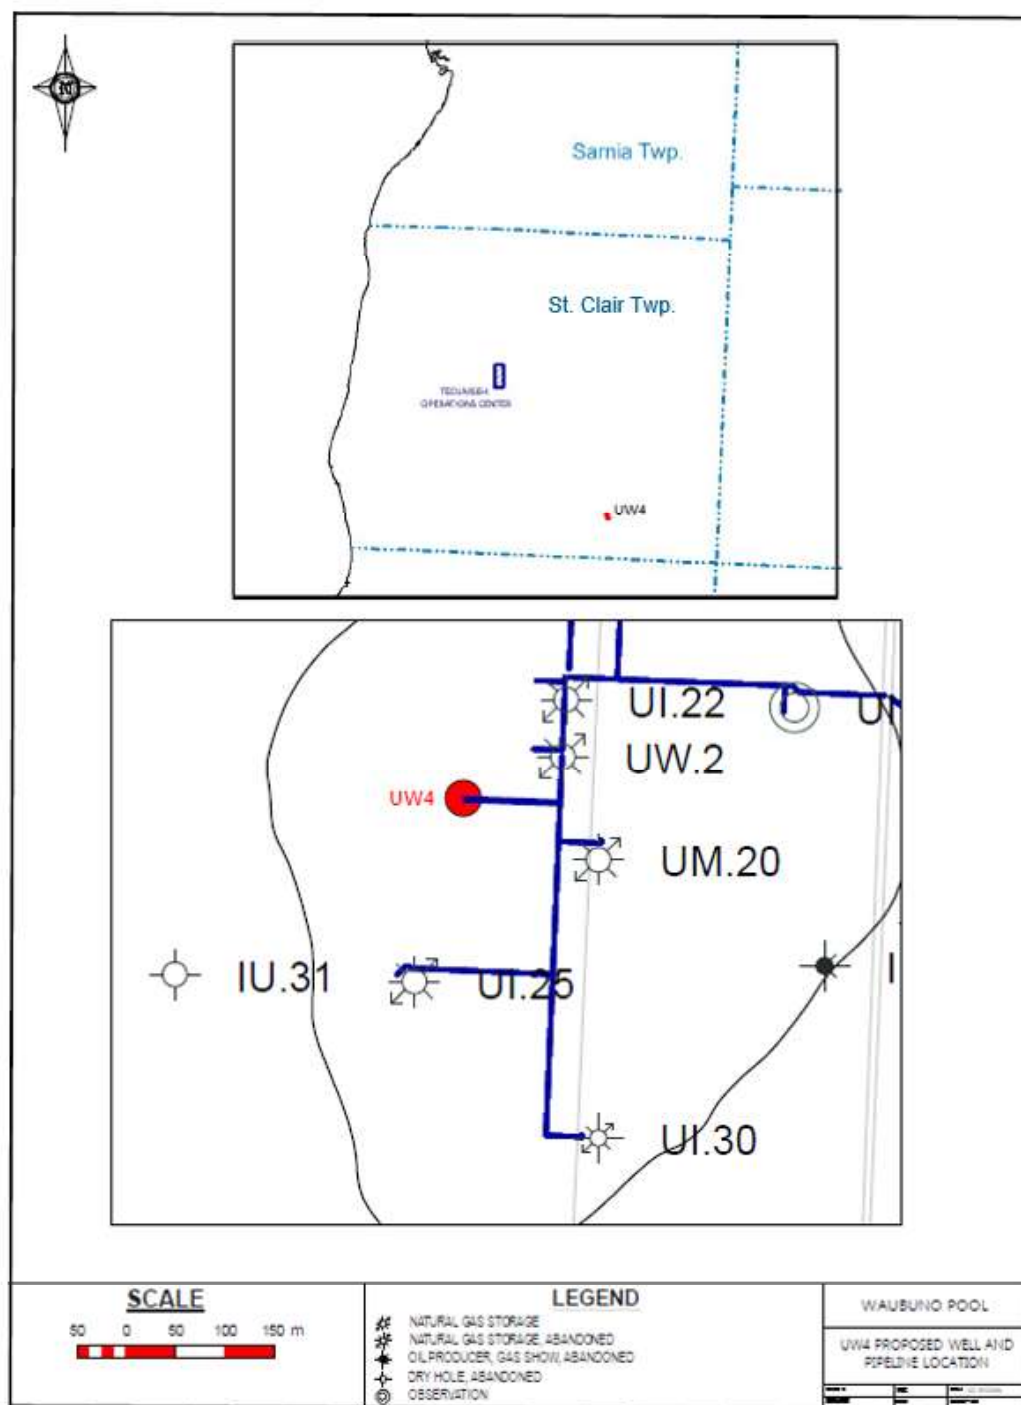 N
Sarnia Twp.
St. Clair Twp.
TECUMSEH
OPERATIONS CENTER
UW4
UI.22
UI
UW.2
UW4
UM.20
IU.31
UI.25
I
UI.30
SCALE
50 0 50 100 150 m
LEGEND
NATURAL GAS STORAGE
NATURAL GAS STORAGE, ABANDONED
OIL PRODUCER, GAS SHOW, ABANDONED
DRY HOLE, ABANDONED
OBSERVATION
WAUBUNO POOL
UW4 PROPOSED WELL AND
PIPELINE LOCATION